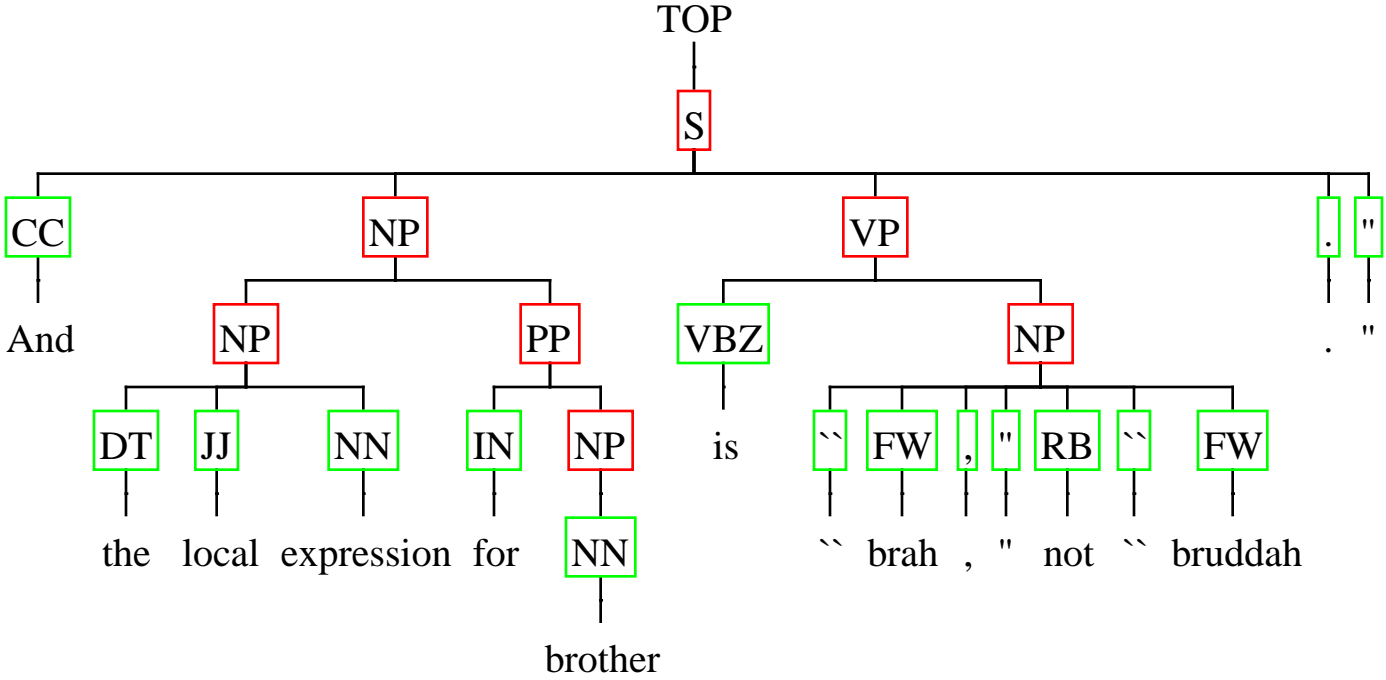 TOP
S
CC NP VP . "
NP PP VBZ NP
And . "
DT JJ NN IN NP is `` FW , " RB `` FW
the local expression for NN `` brah , " not `` bruddah
brother